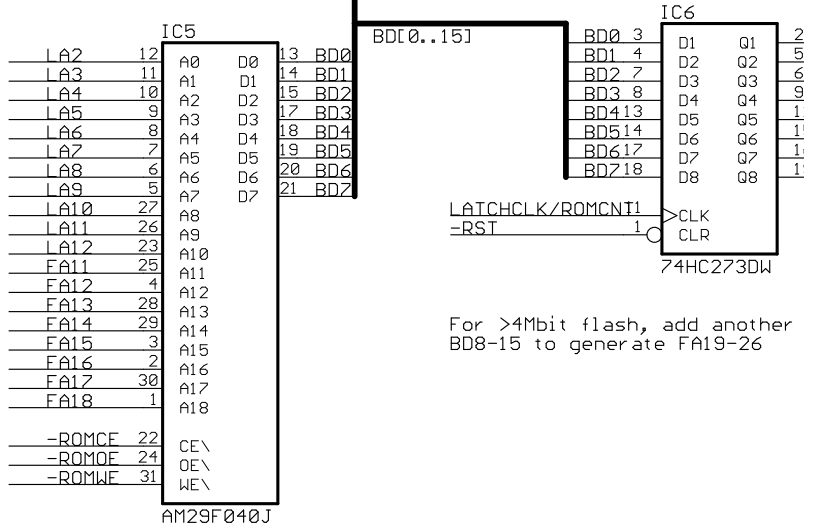 IC5
LA2 12 A0 D0 13 BD0
LA3 11 A1 D1 14 BD1
LA4 10 A2 D2 15 BD2
LA5 9 A3 D3 17 BD3
LA6 8 A4 D4 18 BD4
LA7 7 A5 D5 19 BD5
LA8 6 A6 D6 20 BD6
LA9 5 A7 D7 21 BD7
LA10 27 A8
LA11 26 A9
LA12 23 A10
FA11 25 A11
FA12 4 A12
FA13 28 A13
FA14 29 A14
FA15 3 A15
FA16 2 A16
FA17 30 A17
FA18 1 A18
-ROMCE 22 CE\
-ROMOE 24 OE\
-ROMWE 31 WE\
AM29F040J
BD[0..15]
IC6
BD0 3 D1 Q1 2
BD1 4 D2 Q2 5
BD2 7 D3 Q3 6
BD3 8 D4 Q4 9
BD4 13 D5 Q5
BD5 14 D6 Q6
BD6 17 D7 Q7
BD7 18 D8 Q8
LATCHCLK/ROMCNT 11 CLK
-RST 1 CLR
74HC273DW
For >4Mbit flash, add another
BD8-15 to generate FA19-26